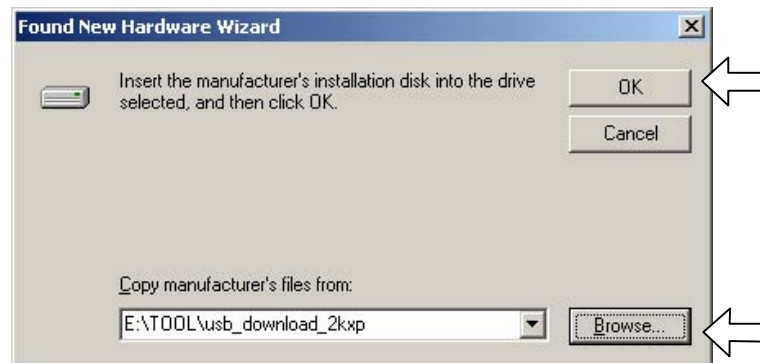 Found New Hardware Wizard
Insert the manufacturer's installation disk into the drive
selected, and then click OK.
OK
Cancel
Copy manufacturer's files from:
E:\TOOL\usb_download_2kxp
Browse...